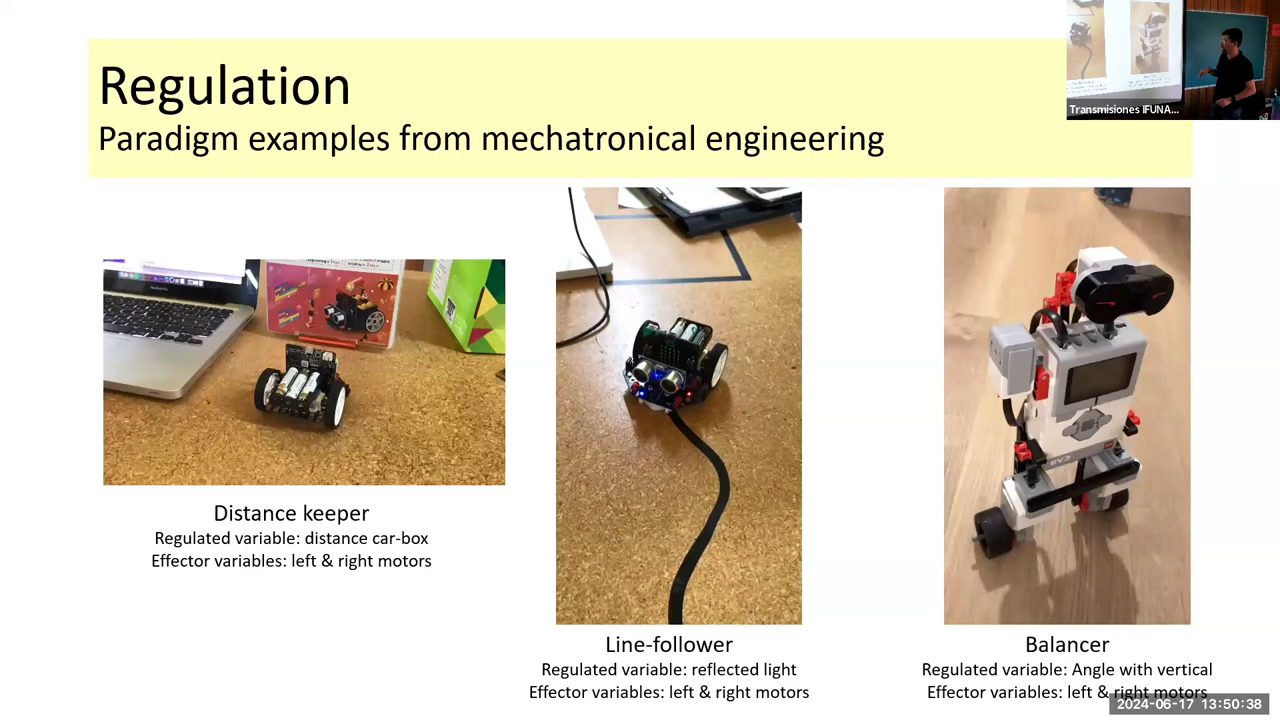 Regulation
Paradigm examples from mechatronical engineering
Transmisiones IFUNA...
EV3
Distance keeper
Regulated variable: distance car-box
Effector variables: left & right motors
Line-follower
Regulated variable: reflected light
Effector variables: left & right motors
Balancer
Regulated variable: Angle with vertical
Effector variables: left & right motors
2024-06-17 13:50:38